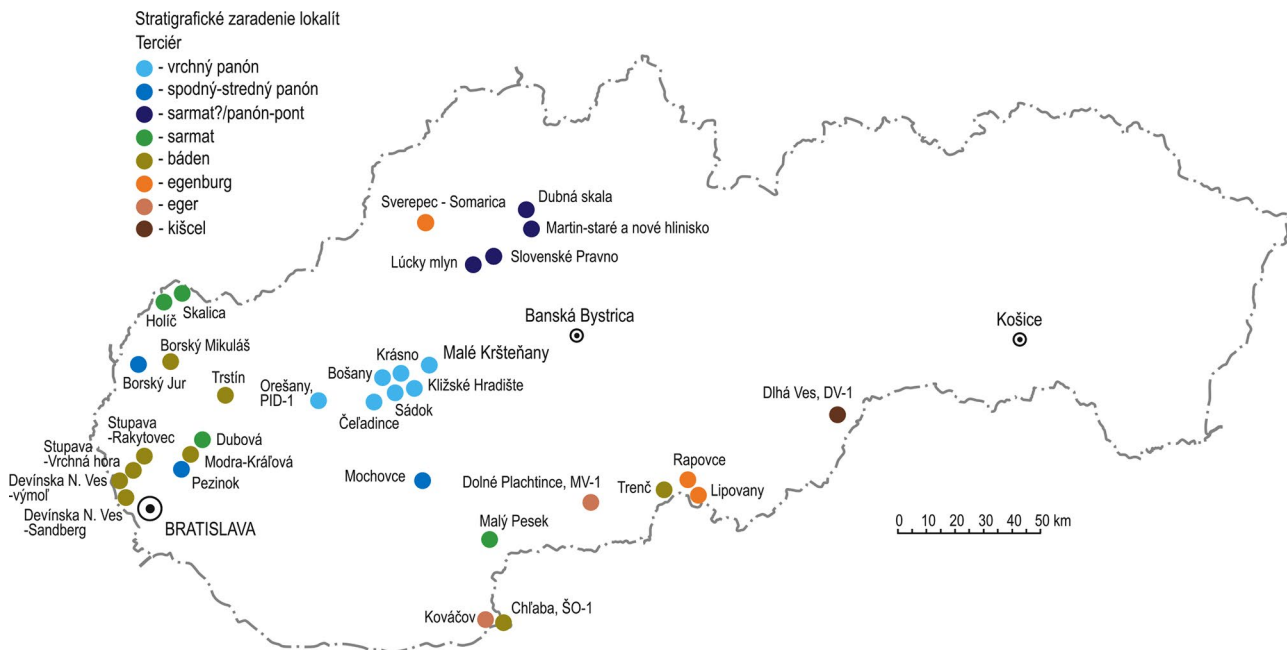 Stratigrafické zaradenie lokalít
Terciér
- vrchný panón
- spodný-stredný panón
- sarmat?/panón-pont
- sarmat
- báden
- egenburg
- eger
- kišcel
Sverepec - Somarica
Dubná skala
Martin-staré a nové hlinisko
Lúcky mlyn
Slovenské Pravno
Skalica
Holíč
Banská Bystrica
Košice
Borský Mikuláš
Borský Jur
Trstín
Krásno
Malé Kršteňany
Bošany
Orešany,
PID-1
Kližské Hradište
Sádok
Čeľadince
Dlhá Ves, DV-1
Stupava
-Rakytovec
Stupava
-Vrchná hora
Dubová
Modra-Kráľová
Pezinok
Devínska N. Ves
-výmoľ
Devínska N. Ves
-Sandberg
BRATISLAVA
Mochovce
Dolné Plachtince, MV-1
Rapovce
Trenč
Lipovany
Malý Pesek
0 10 20 30 40 50 km
Kováčov
Chľaba, ŠO-1